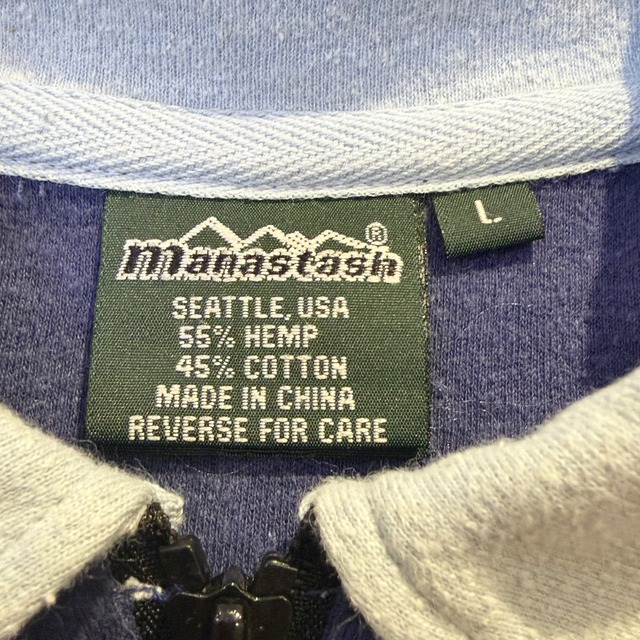 manastash®
L
SEATTLE, USA
55% HEMP
45% COTTON
MADE IN CHINA
REVERSE FOR CARE